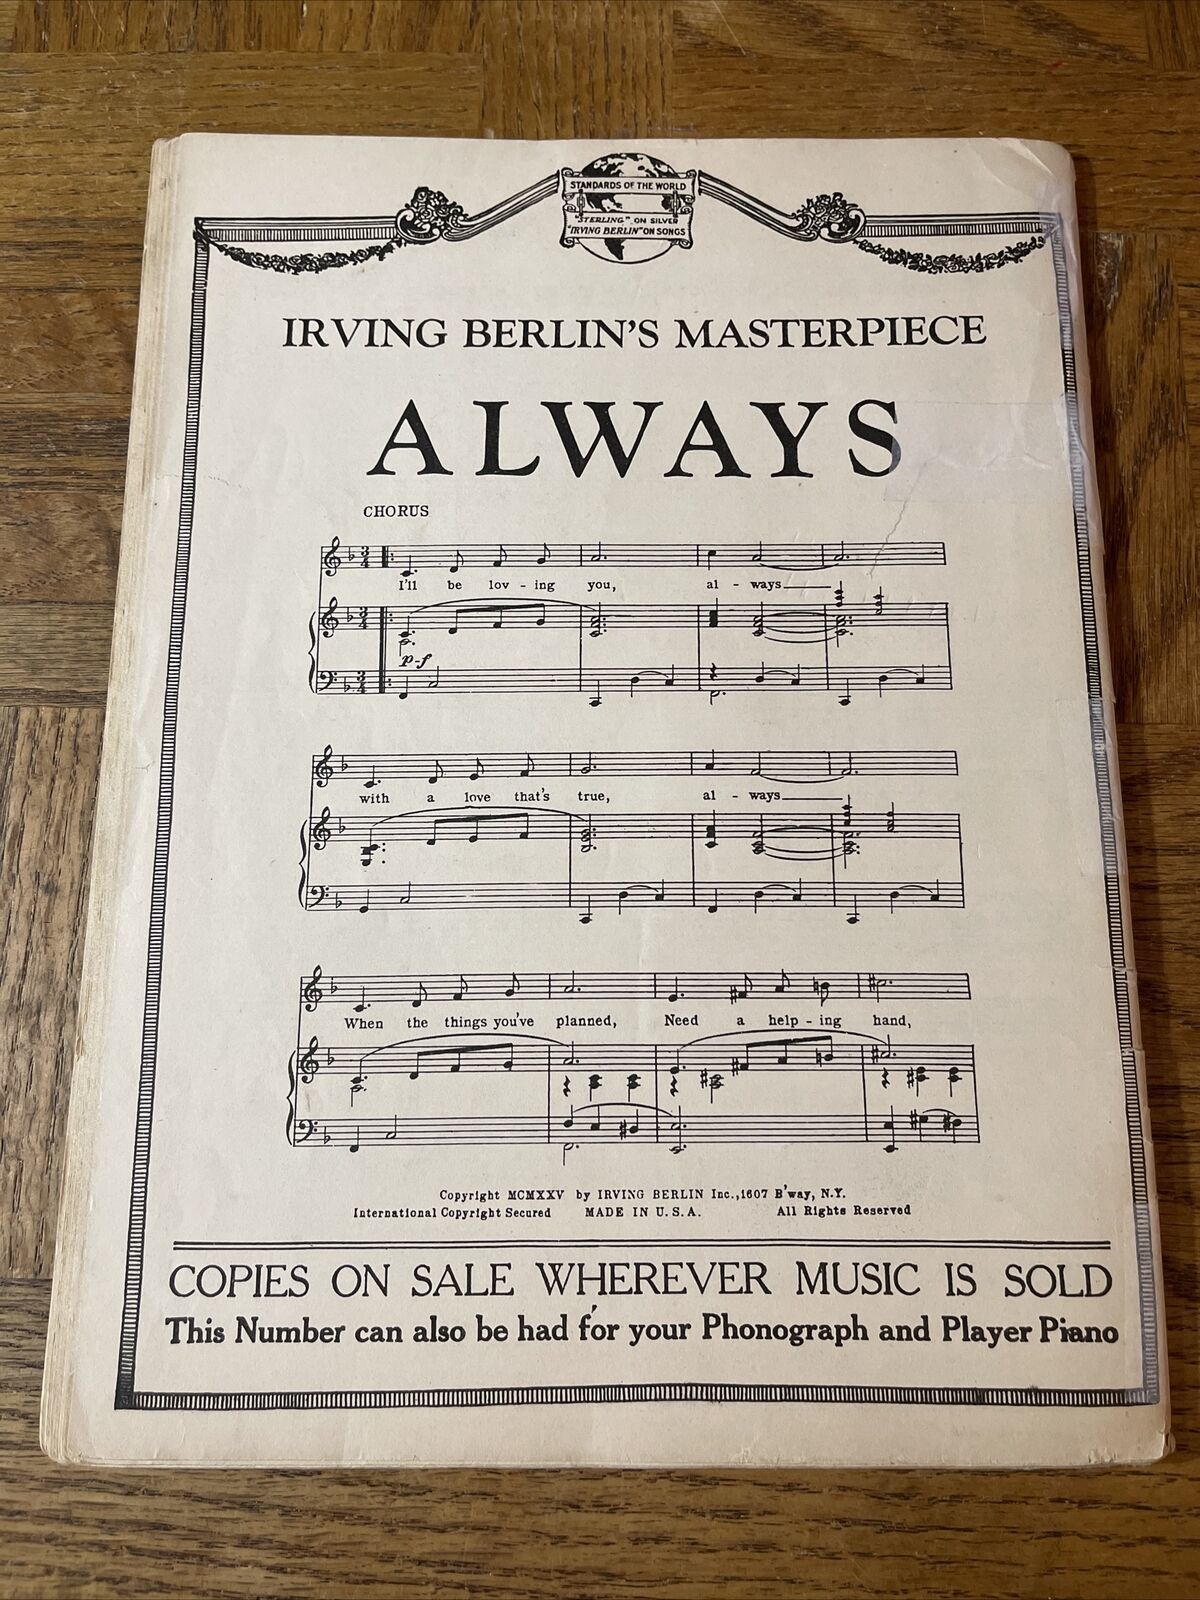 STANDARDS OF THE WORLD
"STERLING" ON SILVER
"IRVING BERLIN" ON SONGS
IRVING BERLIN'S MASTERPIECE
ALWAYS
CHORUS
I'll be lov - ing you, al - ways
p-f
with a love that's true, al - ways
When the things you've planned, Need a help - ing hand,
Copyright MCMXXV by IRVING BERLIN Inc., 1607 B'way, N.Y.
International Copyright Secured MADE IN U.S.A. All Rights Reserved
COPIES ON SALE WHEREVER MUSIC IS SOLD
This Number can also be had for your Phonograph and Player Piano